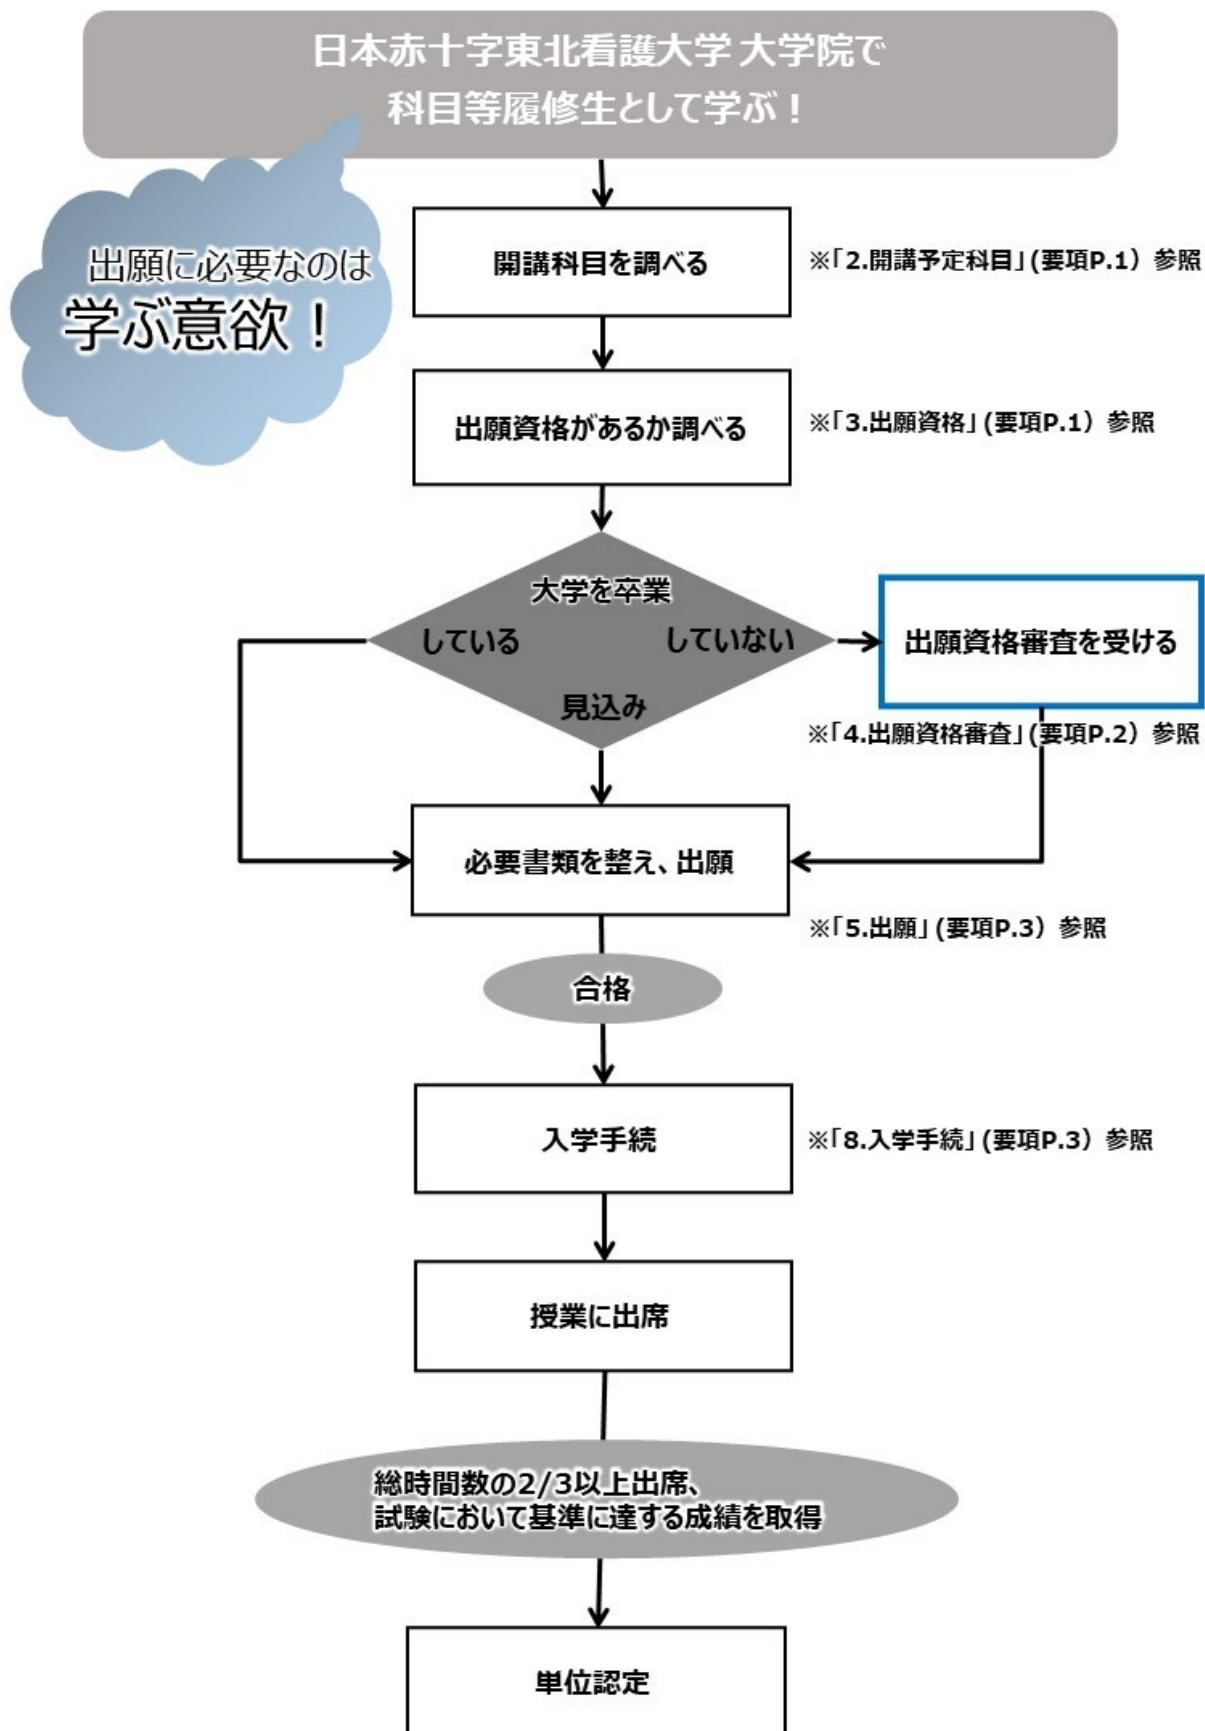 日本赤十字東北看護大学 大学院で
科目等履修生として学ぶ！
出願に必要なのは
学ぶ意欲！
開講科目を調べる
※「2.開講予定科目」(要項P.1）参照
出願資格があるか調べる
※「3.出願資格」(要項P.1）参照
大学を卒業
している
していない
見込み
出願資格審査を受ける
※「4.出願資格審査」(要項P.2）参照
必要書類を整え、出願
※「5.出願」(要項P.3）参照
合格
入学手続
※「8.入学手続」(要項P.3）参照
授業に出席
総時間数の2/3以上出席、
試験において基準に達する成績を取得
単位認定